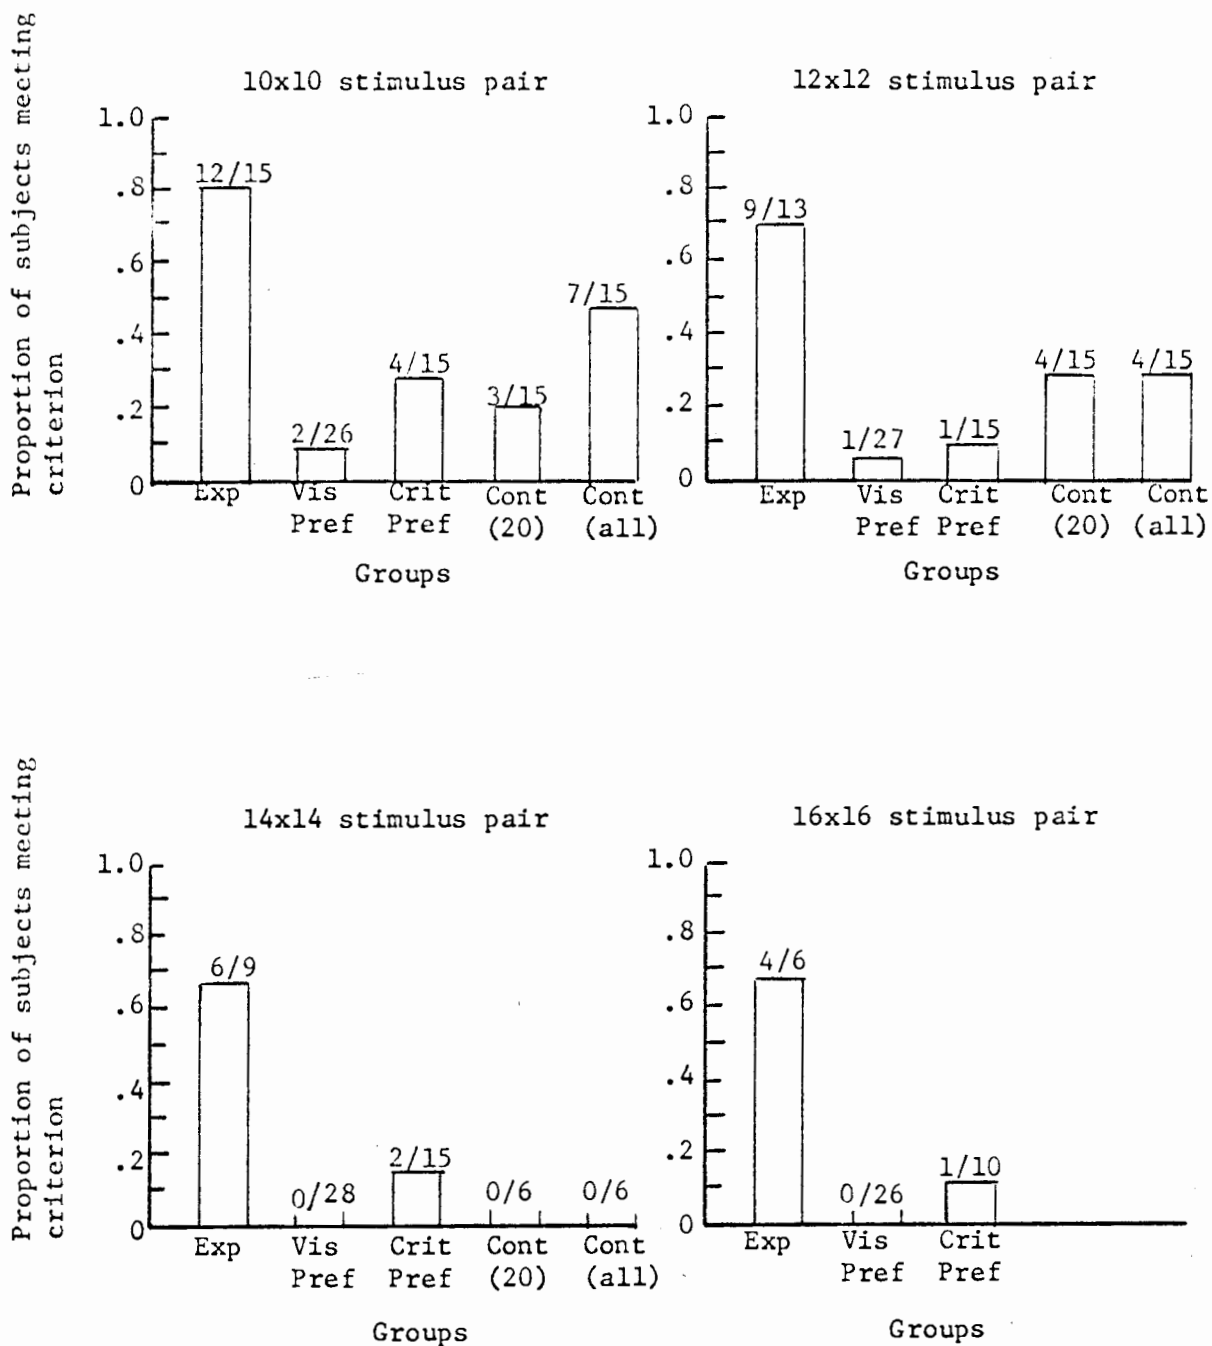 Proportion of subjects mecting
criterion
10x10 stimulus pair
1.0
.8
.6
.4
.2
0
12/15
2/26
4/15
3/15
7/15
Exp
Vis
Pref
Crit
Pref
Cont
(20)
Cont
(all)
Groups
12x12 stimulus pair
1.0
.8
.6
.4
.2
0
9/13
1/27
1/15
4/15
4/15
Exp
Vis
Pref
Crit
Pref
Cont
(20)
Cont
(all)
Groups
Proportion of subjects mecting
criterion
14x14 stimulus pair
1.0
.8
.6
.4
.2
0
6/9
0/28
2/15
0/6
0/6
Exp
Vis
Pref
Crit
Pref
Cont
(20)
Cont
(all)
Groups
16x16 stimulus pair
1.0
.8
.6
.4
.2
0
4/6
0/26
1/10
Exp
Vis
Pref
Crit
Pref
Groups